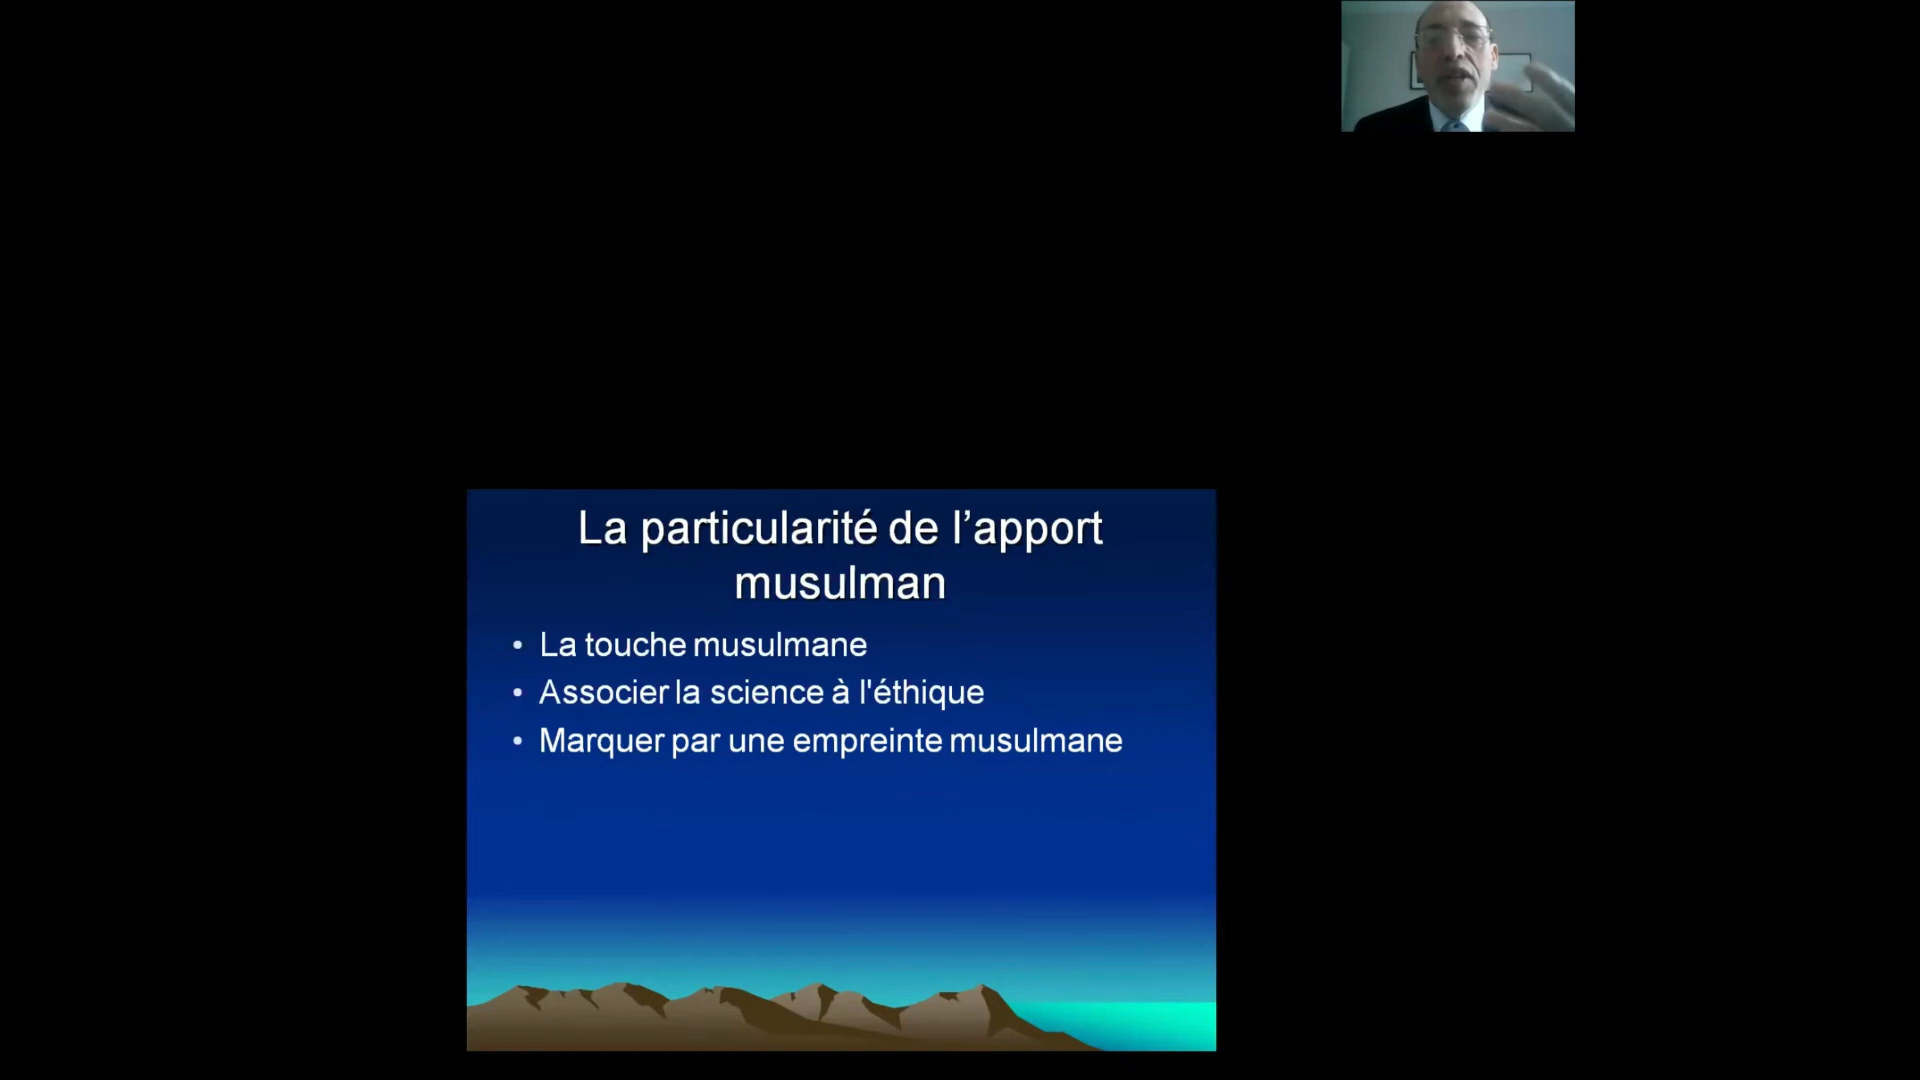 La particularité de l’apport
musulman
• La touche musulmane
• Associer la science à l'éthique
• Marquer par une empreinte musulmane